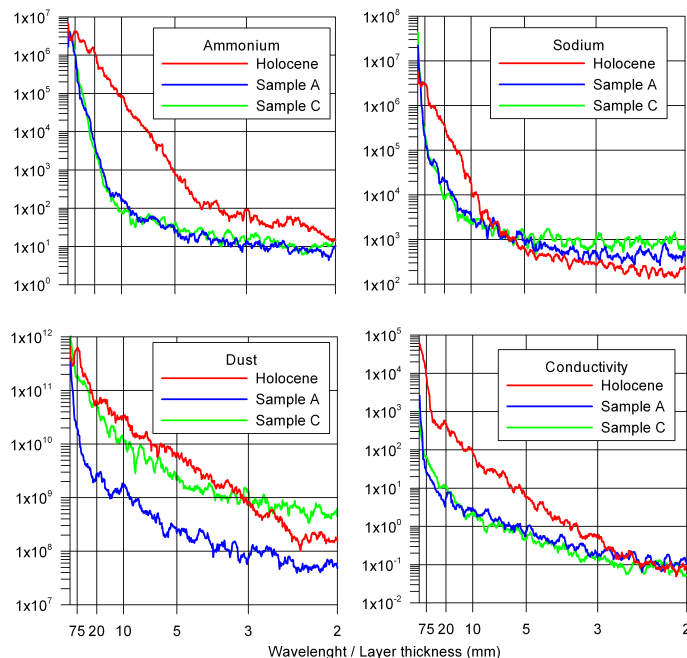 Ammonium
Holocene
Sample A
Sample C
1x10^7
1x10^6
1x10^5
1x10^4
1x10^3
1x10^2
1x10^1
1x10^0
Sodium
Holocene
Sample A
Sample C
1x10^8
1x10^7
1x10^6
1x10^5
1x10^4
1x10^3
1x10^2
Dust
Holocene
Sample A
Sample C
1x10^12
1x10^11
1x10^10
1x10^9
1x10^8
1x10^7
75 20 10 5 3 2
Conductivity
Holocene
Sample A
Sample C
1x10^5
1x10^4
1x10^3
1x10^2
1x10^1
1x10^0
1x10^-1
1x10^-2
75 20 10 5 3 2
Wavelenght / Layer thickness (mm)